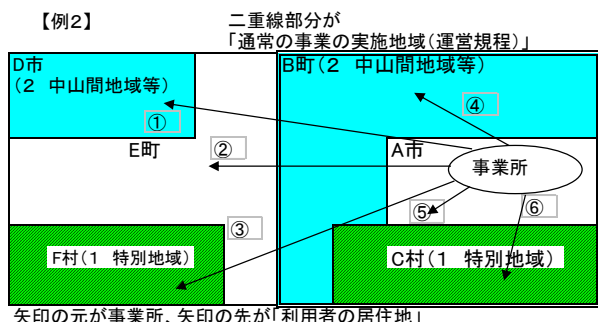 【例2】
二重線部分が
「通常の事業の実施地域(運営規程)」
D市
(2 中山間地域等)
B町(2 中山間地域等)
①
④
E町
②
A市
事業所
⑤
⑥
③
F村(1 特別地域)
C村(1 特別地域)
矢印の元が事業所、矢印の先が「利用者の居住地」